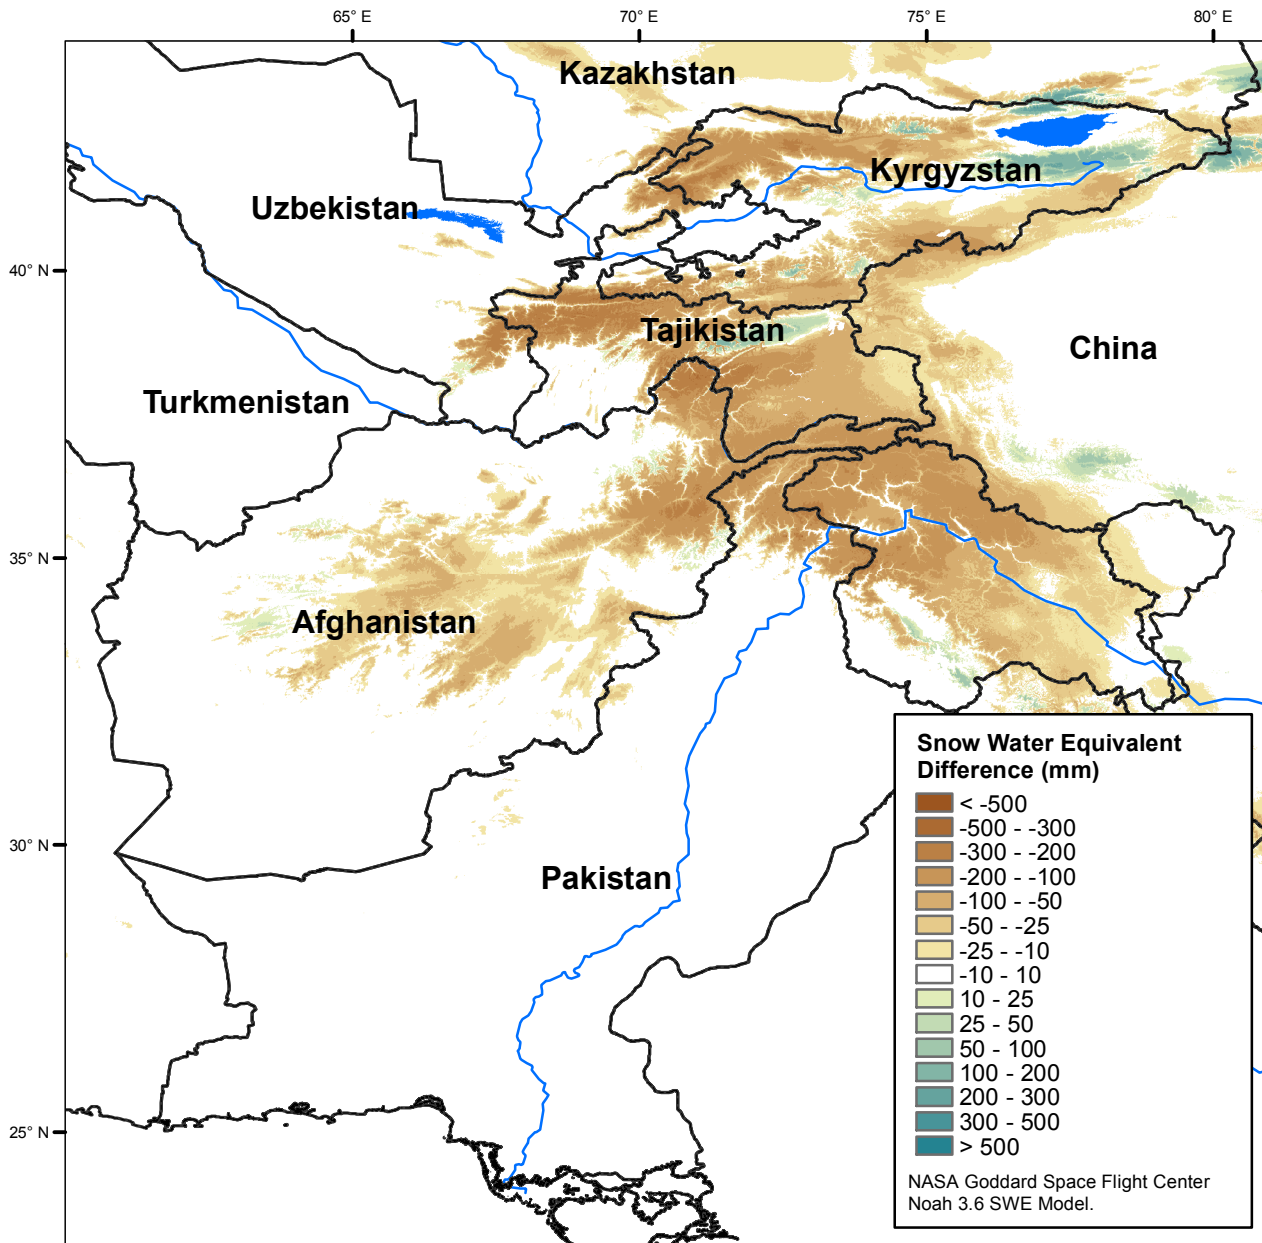 65° E
70° E
75° E
80° E
Kazakhstan
Kyrgyzstan
Uzbekistan
40° N
Tajikistan
China
Turkmenistan
35° N
Afghanistan
30° N
Pakistan
25° N
Snow Water Equivalent
Difference (mm)
< -500
-500 - -300
-300 - -200
-200 - -100
-100 - -50
-50 - -25
-25 - -10
-10 - 10
10 - 25
25 - 50
50 - 100
100 - 200
200 - 300
300 - 500
> 500
NASA Goddard Space Flight Center
Noah 3.6 SWE Model.